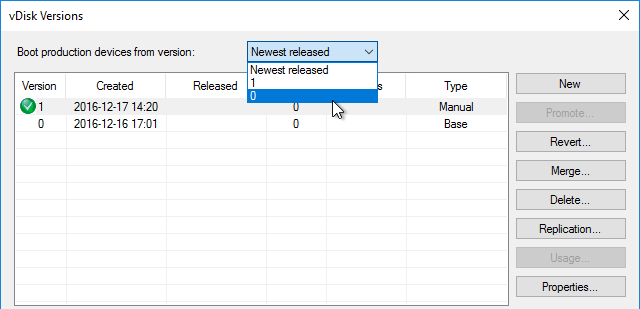 vDisk Versions
Boot production devices from version:
Newest released
Newest released
1
0
Version Created Released s Type
1 2016-12-17 14:20 0 Manual
0 2016-12-16 17:01 0 Base
New
Promote...
Revert...
Merge...
Delete...
Replication...
Usage...
Properties...